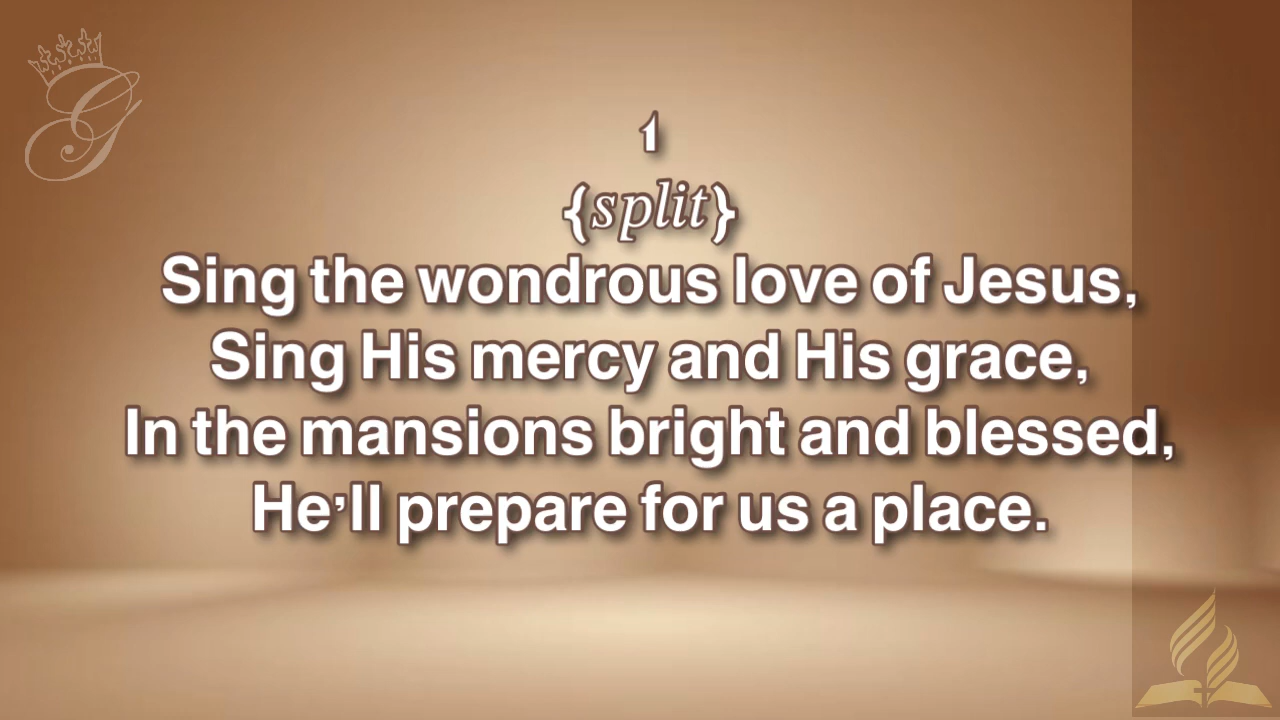 G
1
{split}
Sing the wondrous love of Jesus,
Sing His mercy and His grace,
In the mansions bright and blessed,
He’ll prepare for us a place.